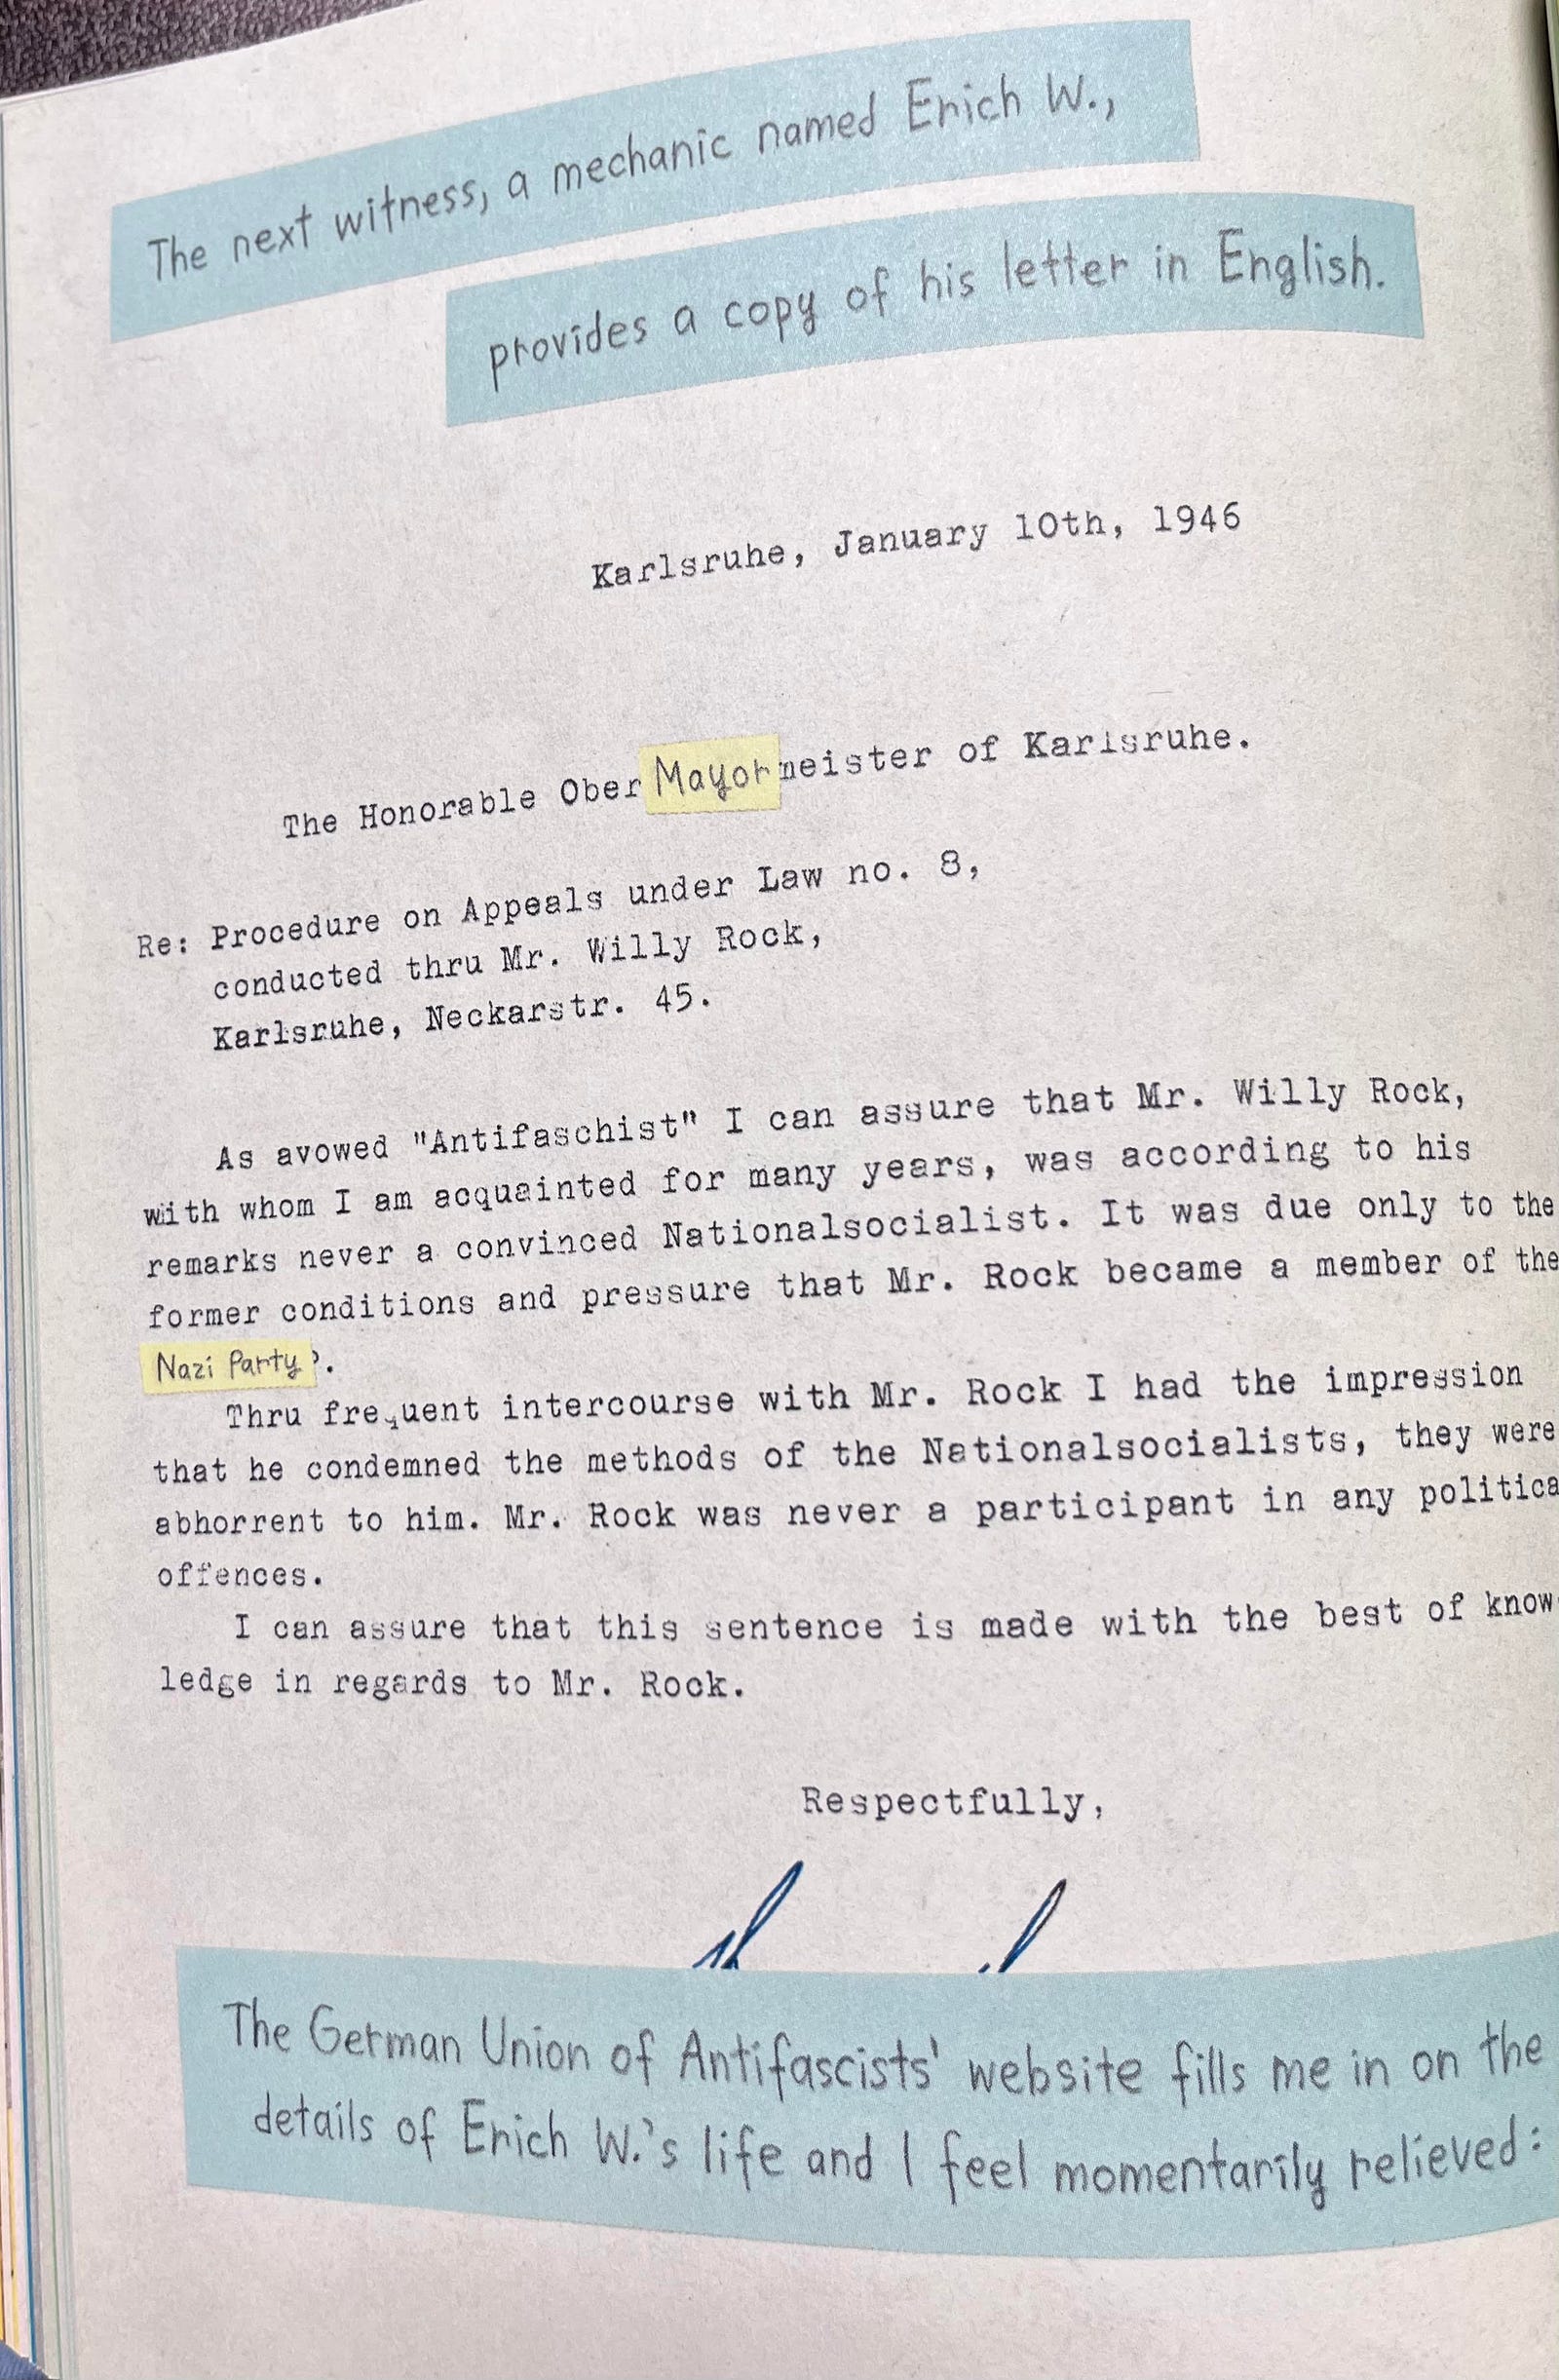 The next witness, a mechanic named Erich W.,
provides a copy of his letter in English.
Karlsruhe, January 10th, 1946
The Honorable Ober Mayor meister of Karlsruhe.
Re: Procedure on Appeals under Law no. 8,
conducted thru Mr. Willy Rock,
Karlsruhe, Neckarstr. 45.
As avowed "Antifaschist" I can assure that Mr. Willy Rock,
with whom I am acquainted for many years, was according to his
remarks never a convinced Nationalsocialist. It was due only to the
former conditions and pressure that Mr. Rock became a member of the
Nazi Party.
Thru frequent intercourse with Mr. Rock I had the impression
that he condemned the methods of the Nationalsocialists, they were
abhorrent to him. Mr. Rock was never a participant in any politica
offences.
I can assure that this sentence is made with the best of know-
ledge in regards to Mr. Rock.
Respectfully,
The German Union of Antifascists' website fills me in on the
details of Erich W.'s life and I feel momentarily relieved: